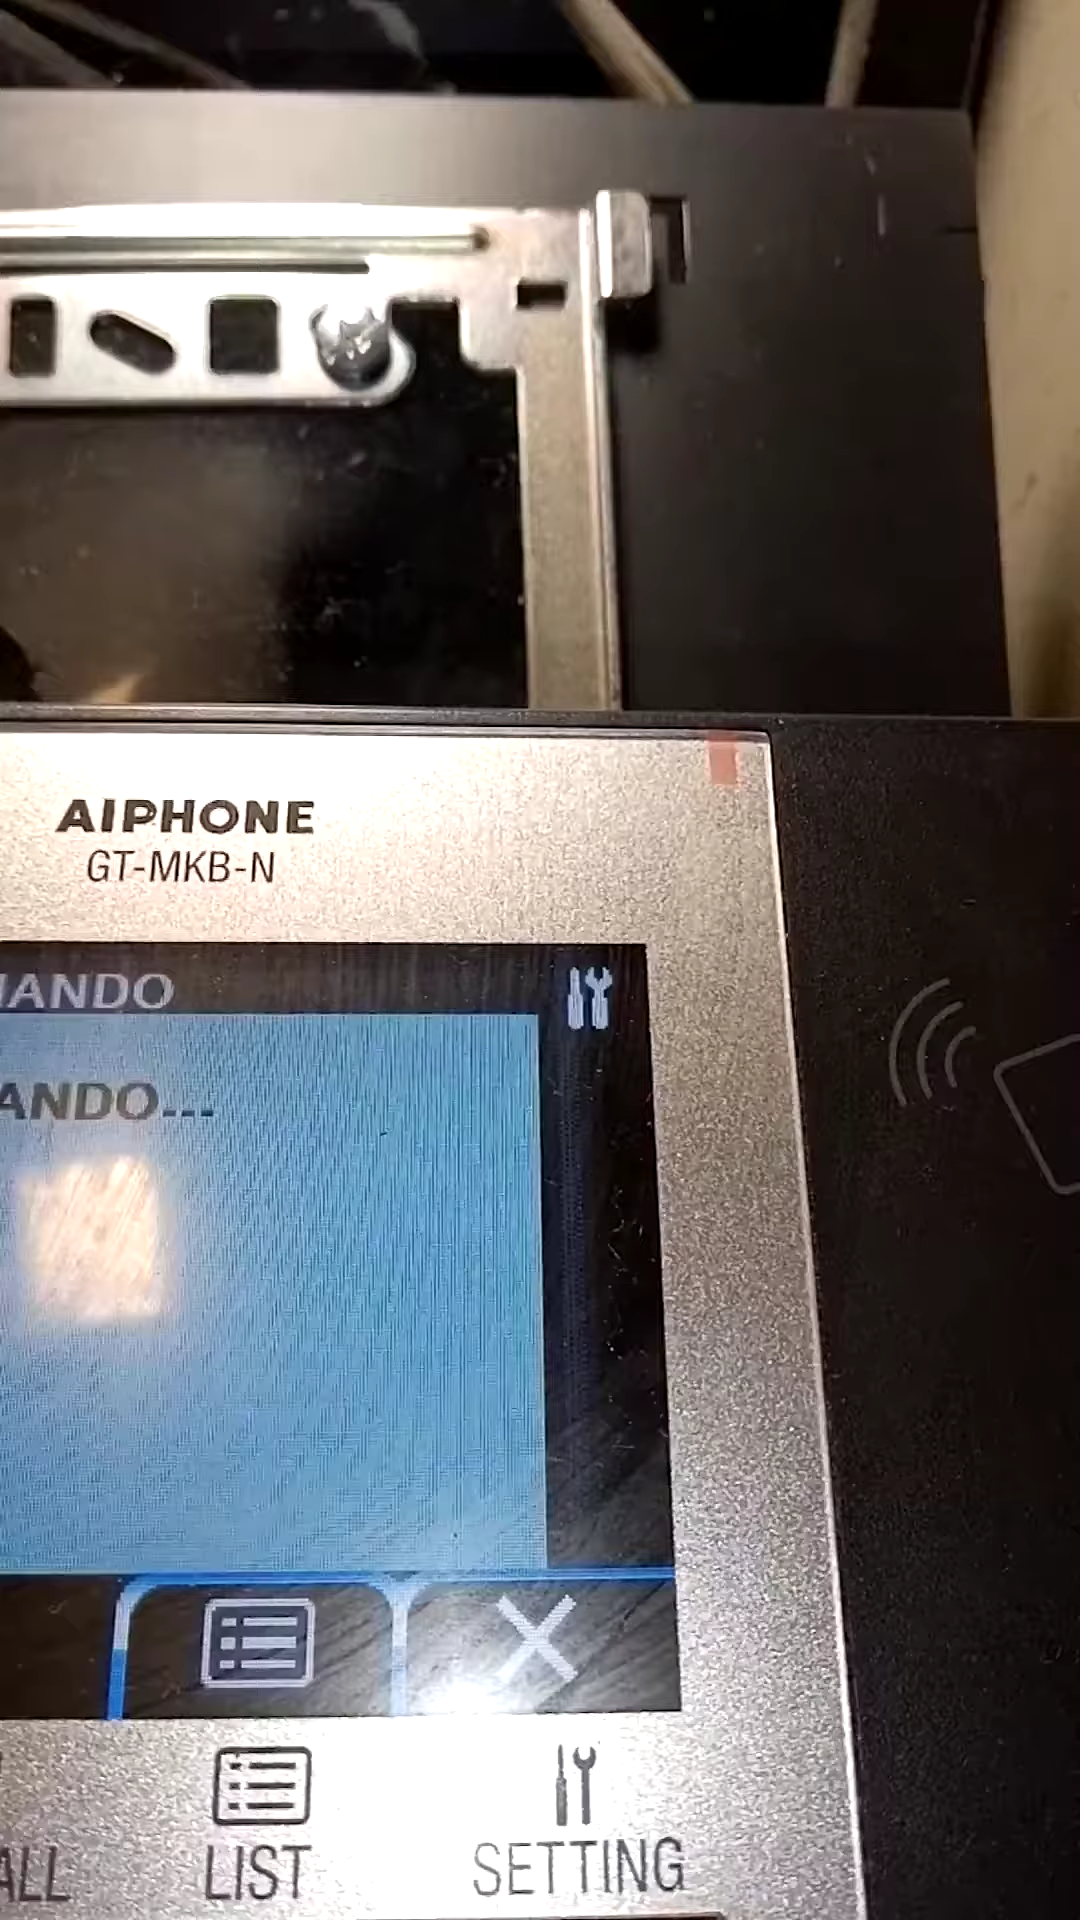 AIPHONE
GT-MKB-N
ANDO
ANDO...
ALL
LIST
SETTING